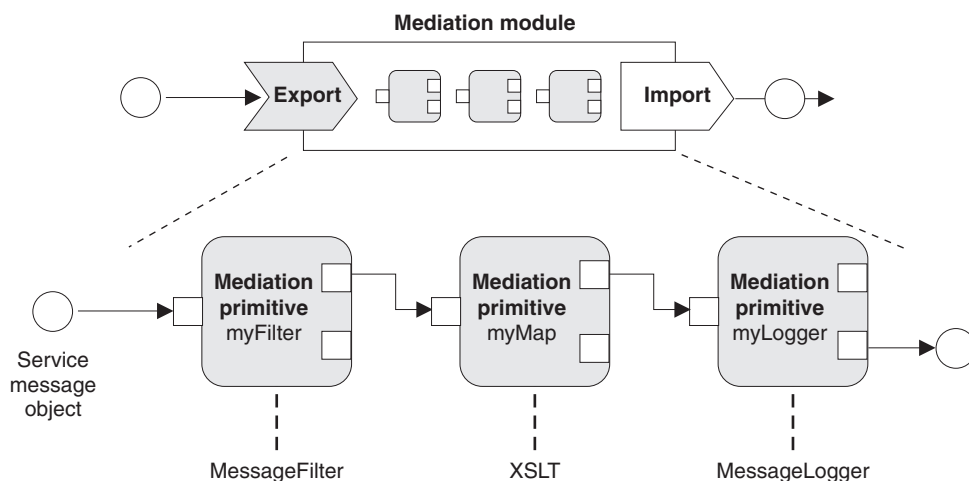 Mediation module
Export
Import
Mediation
primitive
myFilter
Mediation
primitive
myMap
Mediation
primitive
myLogger
Service
message
object
MessageFilter
XSLT
MessageLogger